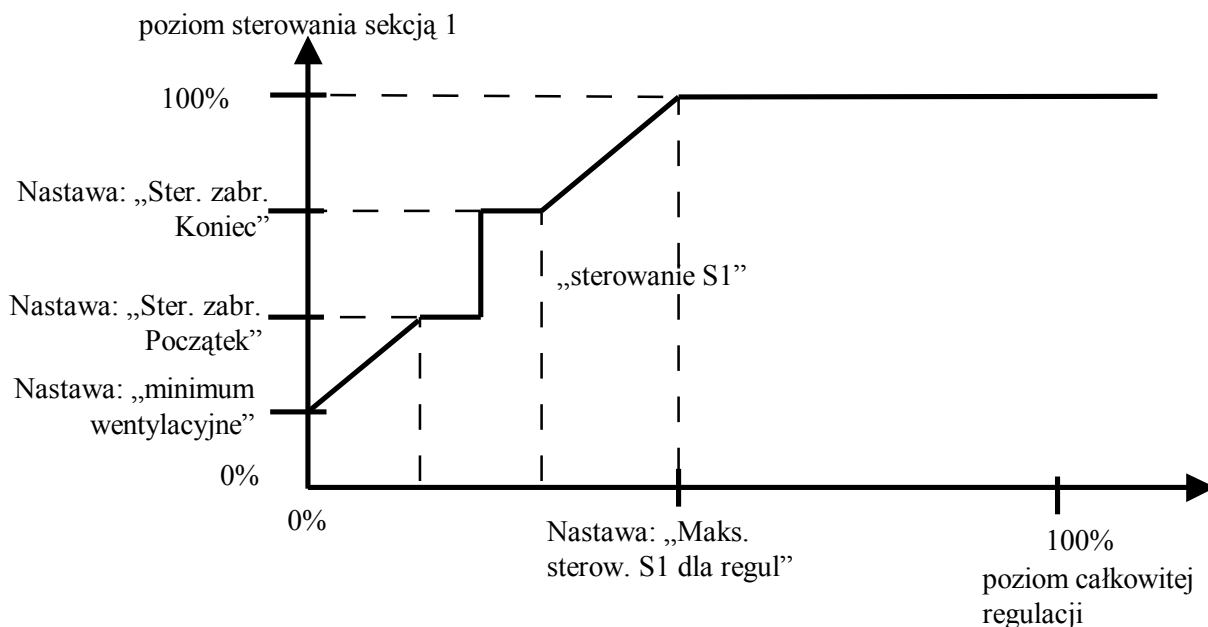 poziom sterowania sekcją 1
100%
Nastawa: „Ster. zabr.
Koniec”
„sterowanie S1”
Nastawa: „Ster. zabr.
Początek”
Nastawa: „minimum
wentylacyjne”
0%
0%
Nastawa: „Maks.
sterow. S1 dla regul”
100%
poziom całkowitej
regulacji